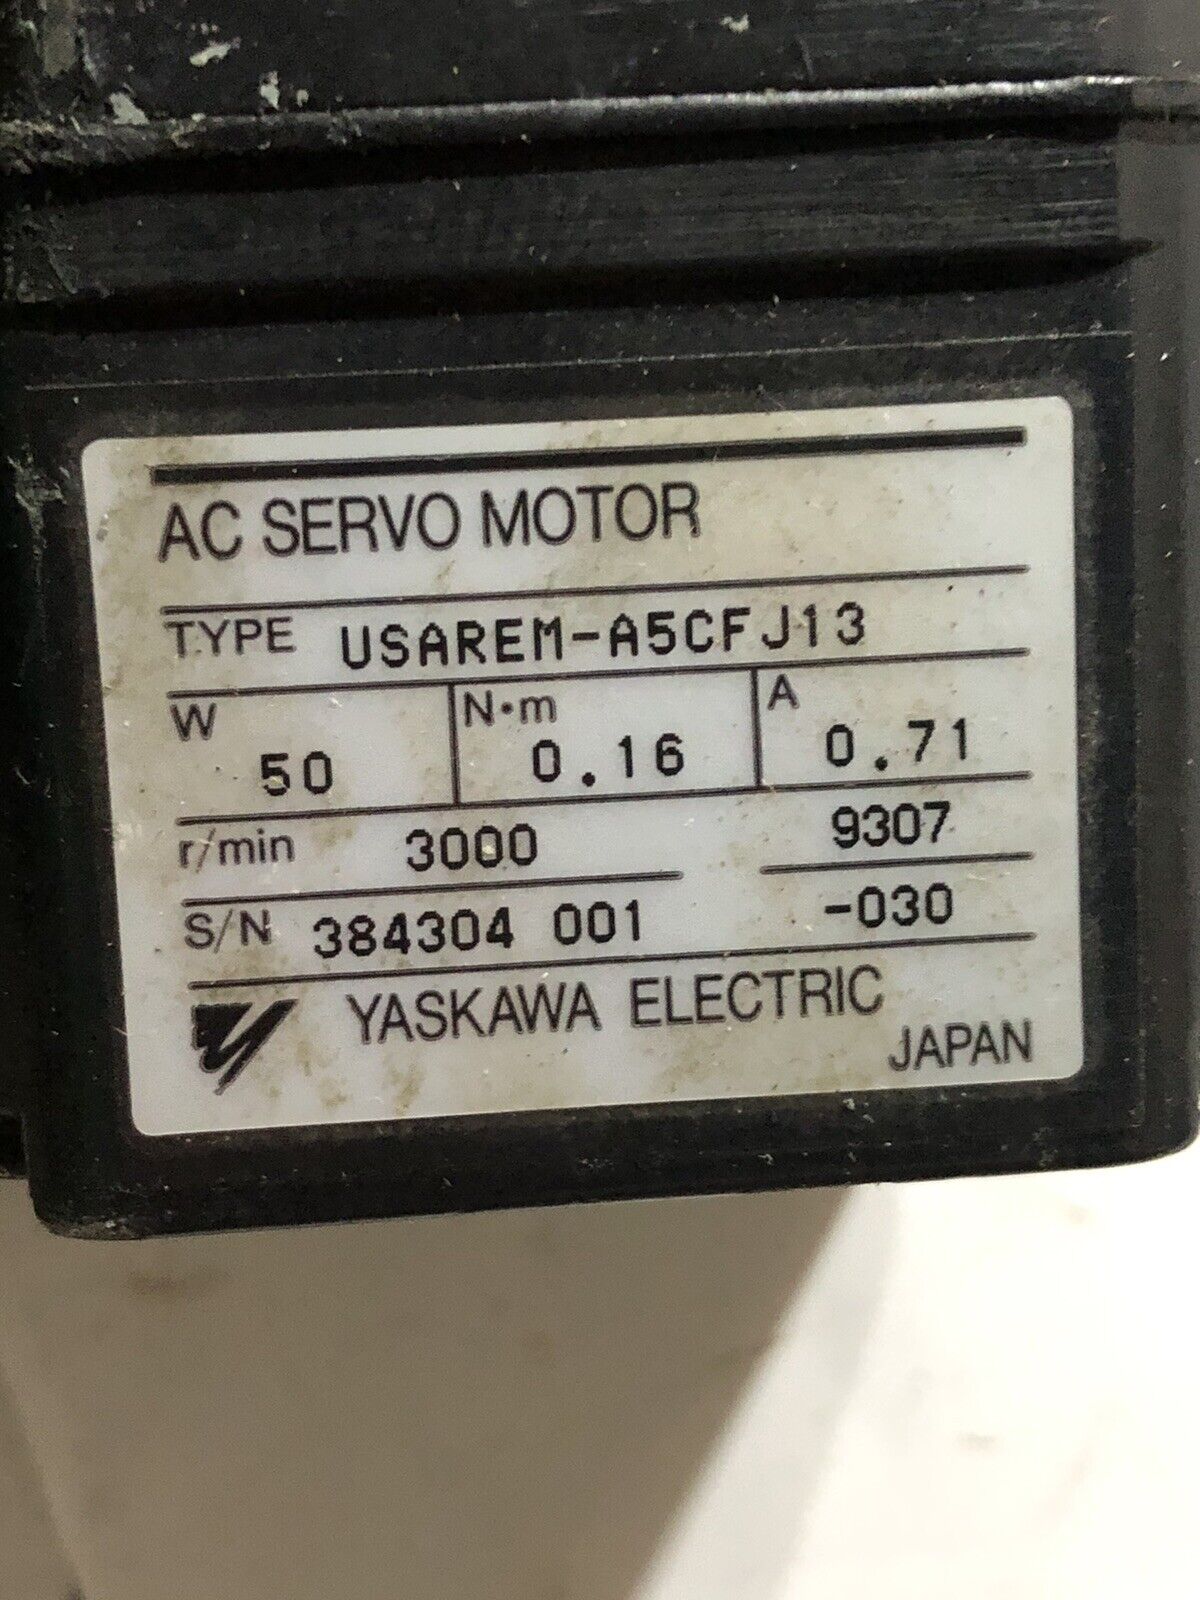 AC SERVO MOTOR
TYPE USAREM-A5CFJ13
W N·m A
50 0.16 0.71
r/min 3000 9307
S/N 384304 001 -030
YASKAWA ELECTRIC
JAPAN